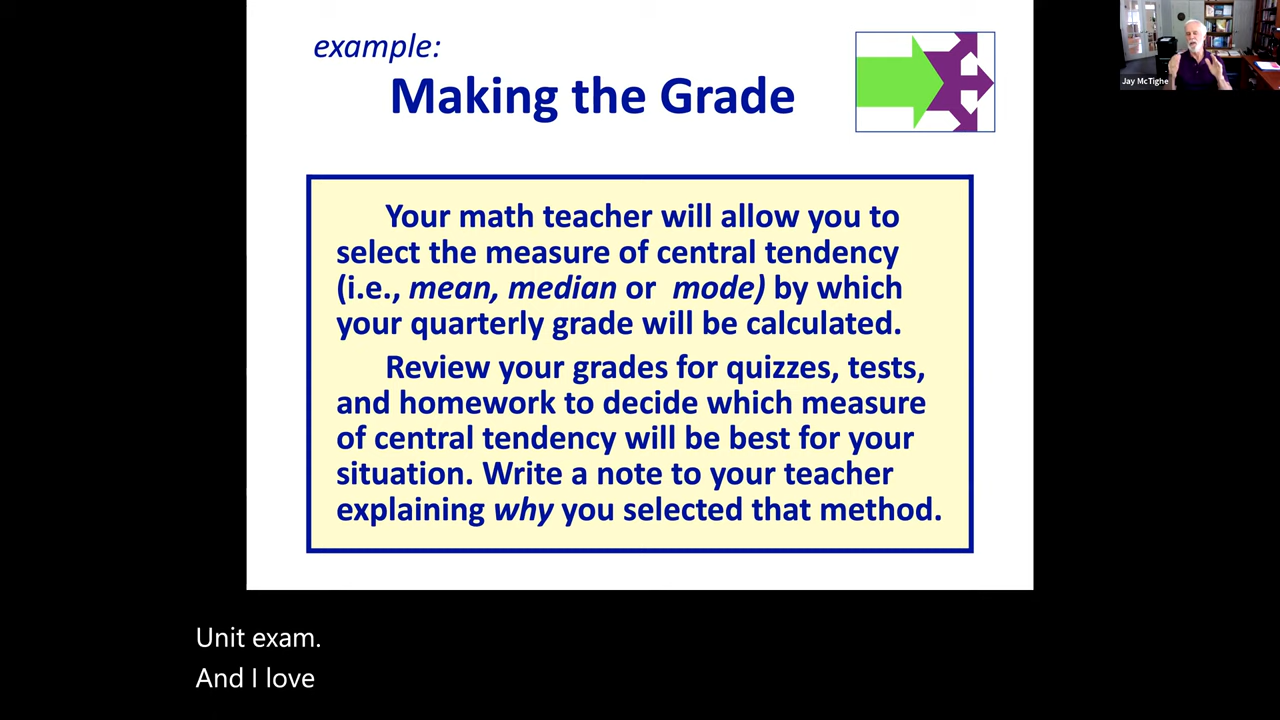 example:
Making the Grade
Jay McTighe
Your math teacher will allow you to
select the measure of central tendency
(i.e., mean, median or mode) by which
your quarterly grade will be calculated.
Review your grades for quizzes, tests,
and homework to decide which measure
of central tendency will be best for your
situation. Write a note to your teacher
explaining why you selected that method.
Unit exam.
And I love